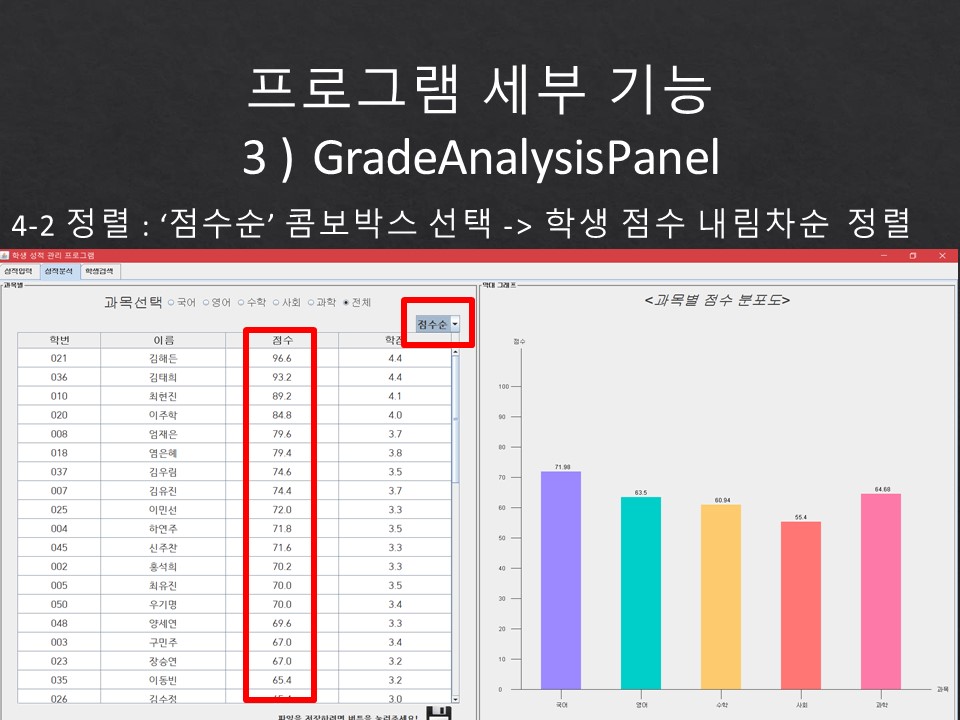 프로그램 세부 기능
3 ) GradeAnalysisPanel
4-2 정렬 : ‘점수순’ 콤보박스 선택 -> 학생 점수 내림차순 정렬
학생 성적 관리 프로그램
성적입력 성적분석 학생검색
과목별
과목선택 국어 영어 수학 사회 과학 전체
점수순
학번 이름 점수
021 김해든 96.6 4.4
036 김태희 93.2 4.4
010 최현진 89.2 4.1
020 이주학 84.8 4.0
008 엄재은 79.6 3.7
018 염은혜 79.4 3.8
037 김우림 74.6 3.5
007 김유진 74.4 3.7
025 이민선 72.0 3.3
004 하연주 71.8 3.5
045 신주찬 71.6 3.3
002 홍석희 70.2 3.3
005 최유진 70.0 3.5
050 우기명 70.0 3.4
048 양세연 69.6 3.3
003 구민주 67.0 3.4
023 장승연 67.0 3.2
035 이동빈 65.4 3.2
026 김수정 3.0
파일을 저장하려면 버튼을 눌러주세요!
막대 그래프
<과목별 점수 분포도>
점수
100
90
80
70
60
50
40
30
20
10
0
71.98
63.5
60.94
55.4
64.68
국어 영어 수학 사회 과학
과목